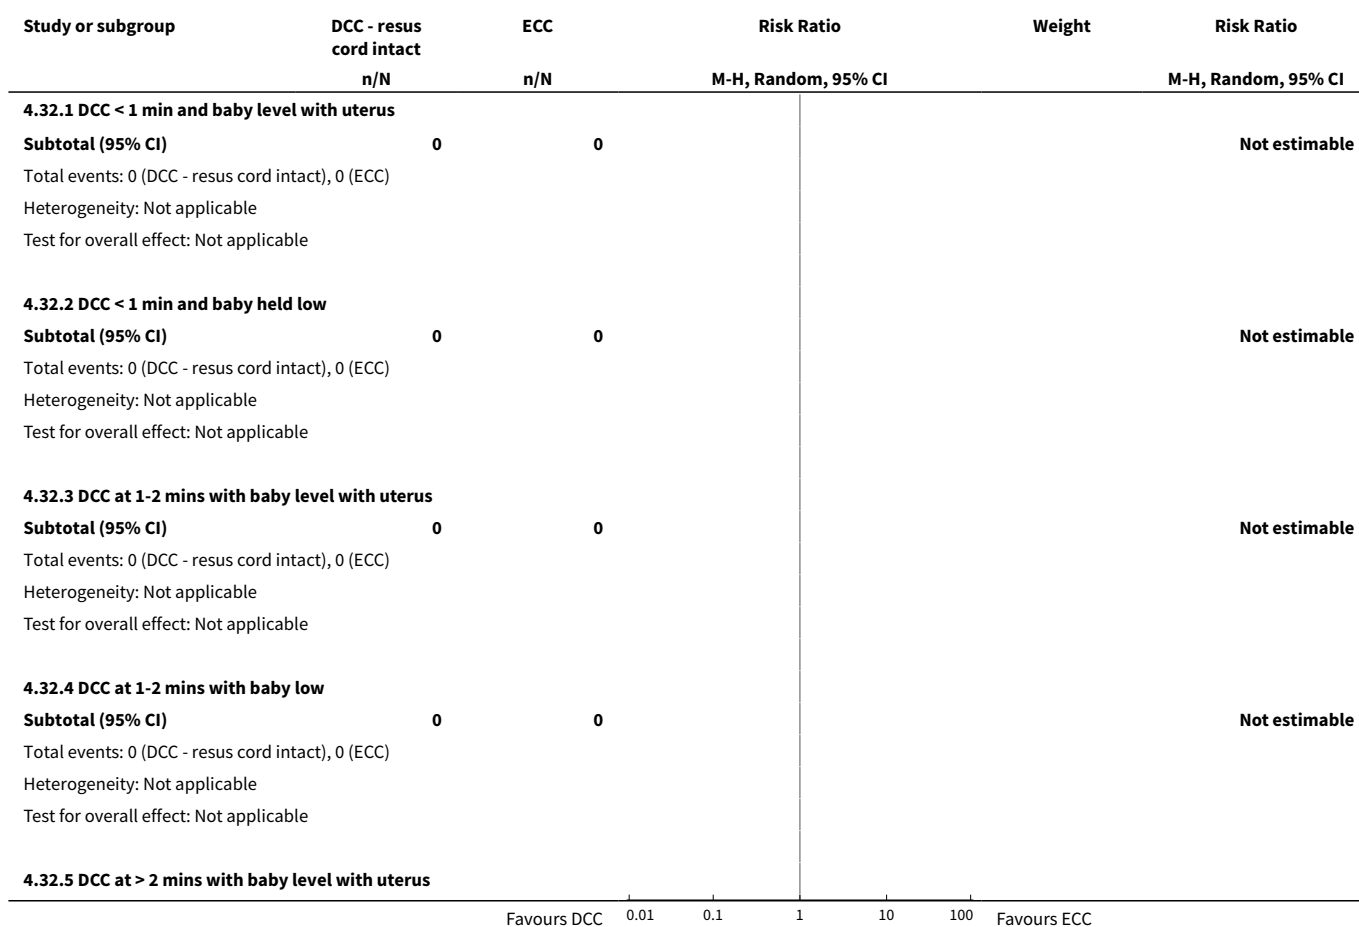 Study or subgroup DCC - resus cord intact ECC Risk Ratio Weight Risk Ratio
n/N n/N M-H, Random, 95% CI M-H, Random, 95% CI
4.32.1 DCC < 1 min and baby level with uterus
Subtotal (95% CI) 0 0 Not estimable
Total events: 0 (DCC - resus cord intact), 0 (ECC)
Heterogeneity: Not applicable
Test for overall effect: Not applicable
4.32.2 DCC < 1 min and baby held low
Subtotal (95% CI) 0 0 Not estimable
Total events: 0 (DCC - resus cord intact), 0 (ECC)
Heterogeneity: Not applicable
Test for overall effect: Not applicable
4.32.3 DCC at 1-2 mins with baby level with uterus
Subtotal (95% CI) 0 0 Not estimable
Total events: 0 (DCC - resus cord intact), 0 (ECC)
Heterogeneity: Not applicable
Test for overall effect: Not applicable
4.32.4 DCC at 1-2 mins with baby low
Subtotal (95% CI) 0 0 Not estimable
Total events: 0 (DCC - resus cord intact), 0 (ECC)
Heterogeneity: Not applicable
Test for overall effect: Not applicable
4.32.5 DCC at > 2 mins with baby level with uterus
Favours DCC 0.01 0.1 1 10 100 Favours ECC